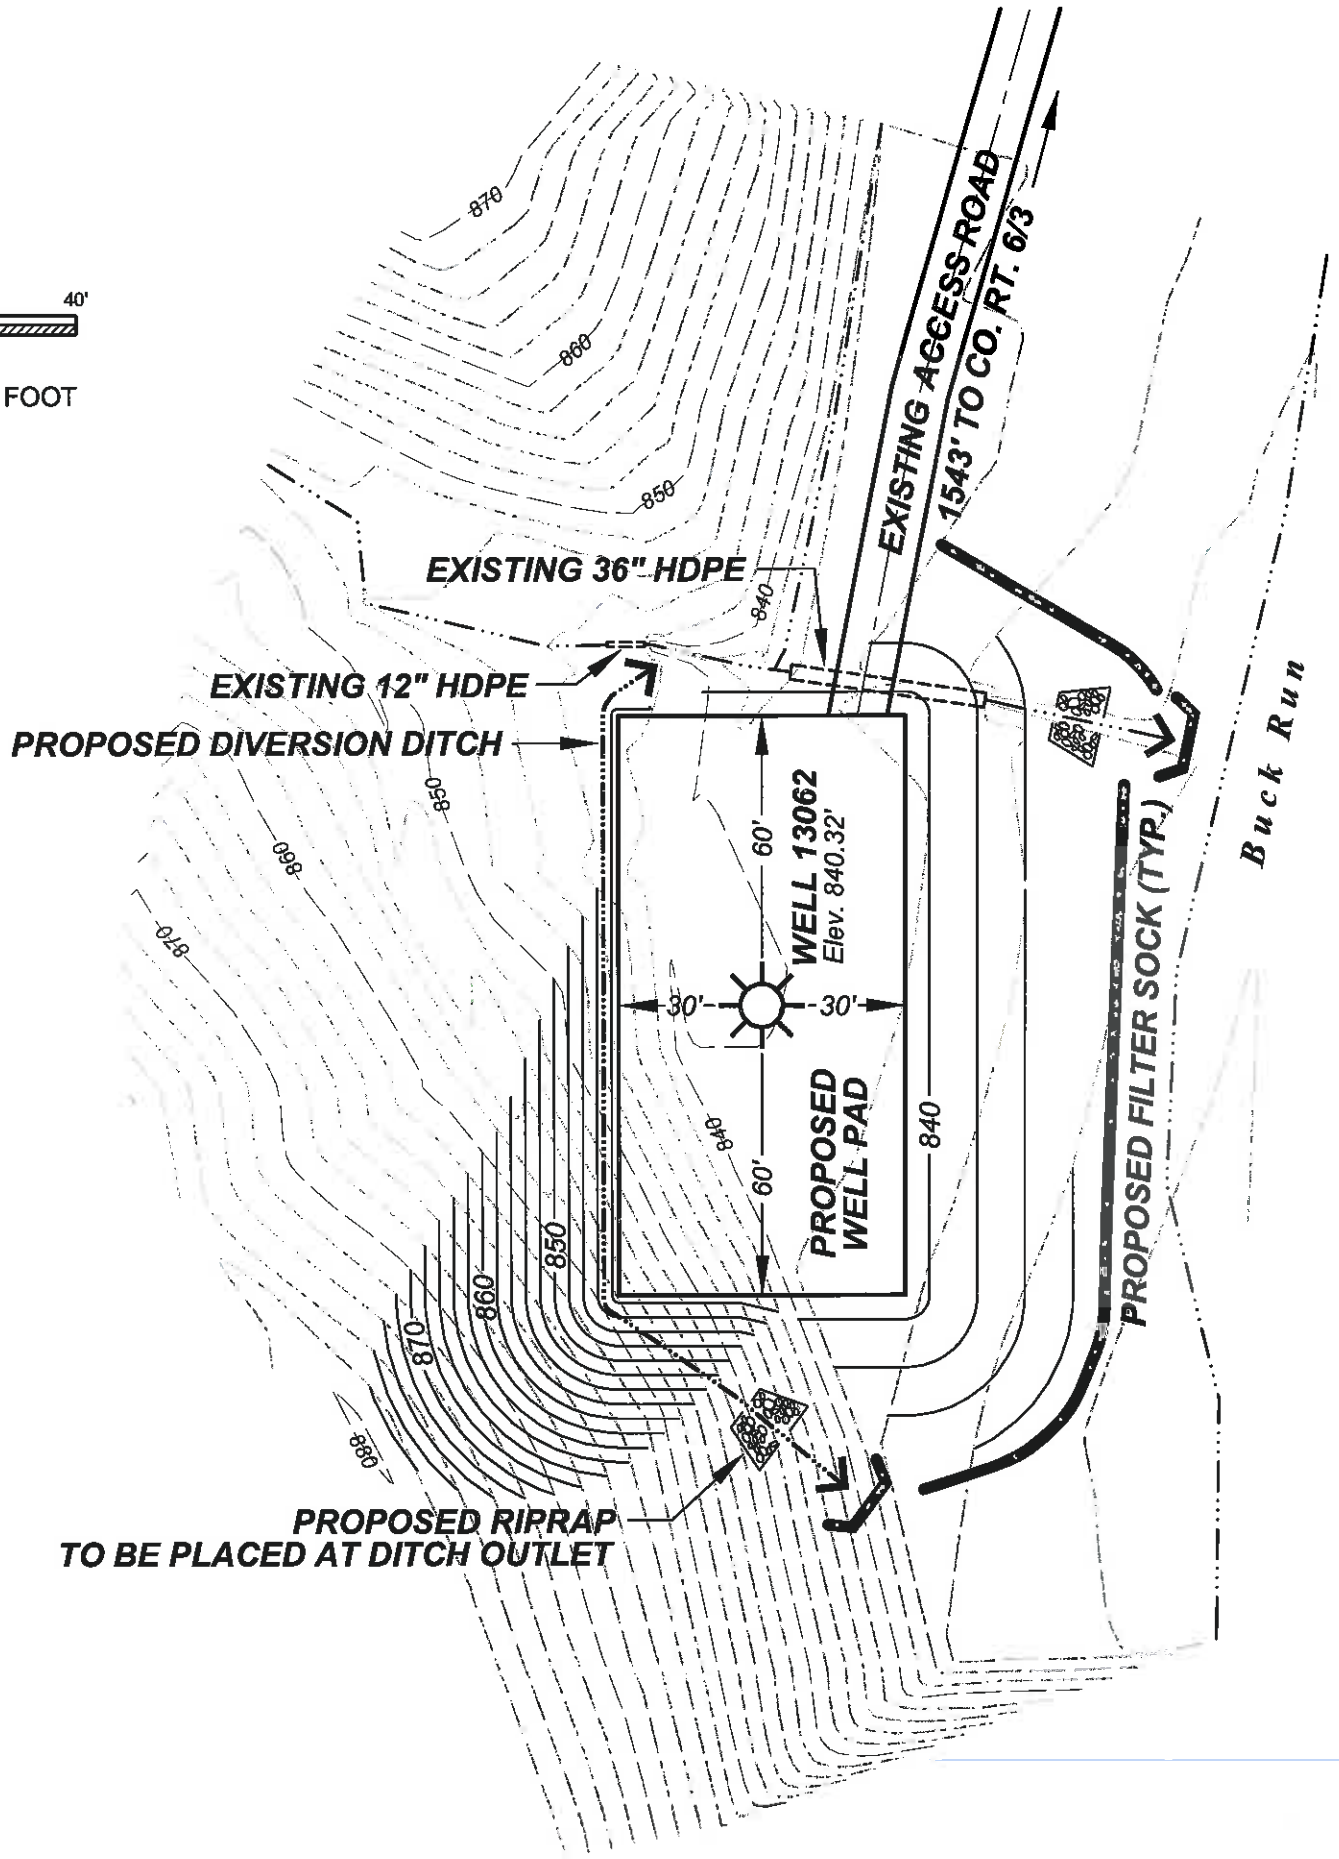 870
40'
FOOT
860
EXISTING ACCESS ROAD
1543' TO CO. RT. 6/3
850
EXISTING 36" HDPE
840
EXISTING 12" HDPE
PROPOSED DIVERSION DITCH
Buck Run
850
860
870
60'
WELL 13062
Elev. 840.32'
30'
30'
PROPOSED FILTER SOCK (TYP.)
840
840
60'
PROPOSED
WELL PAD
850
860
870
880
PROPOSED RIPRAP
TO BE PLACED AT DITCH OUTLET